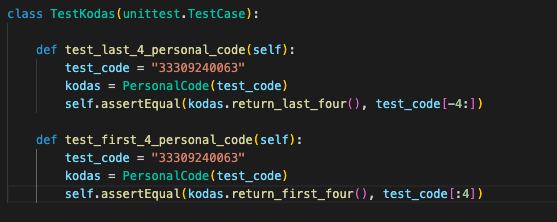 class TestKodas(unittest.TestCase):
def test_last_4_personal_code(self):
test_code = "33309240063"
kodas = PersonalCode(test_code)
self.assertEqual(kodas.return_last_four(), test_code[-4:])
def test_first_4_personal_code(self):
test_code = "33309240063"
kodas = PersonalCode(test_code)
self.assertEqual(kodas.return_first_four(), test_code[:4])